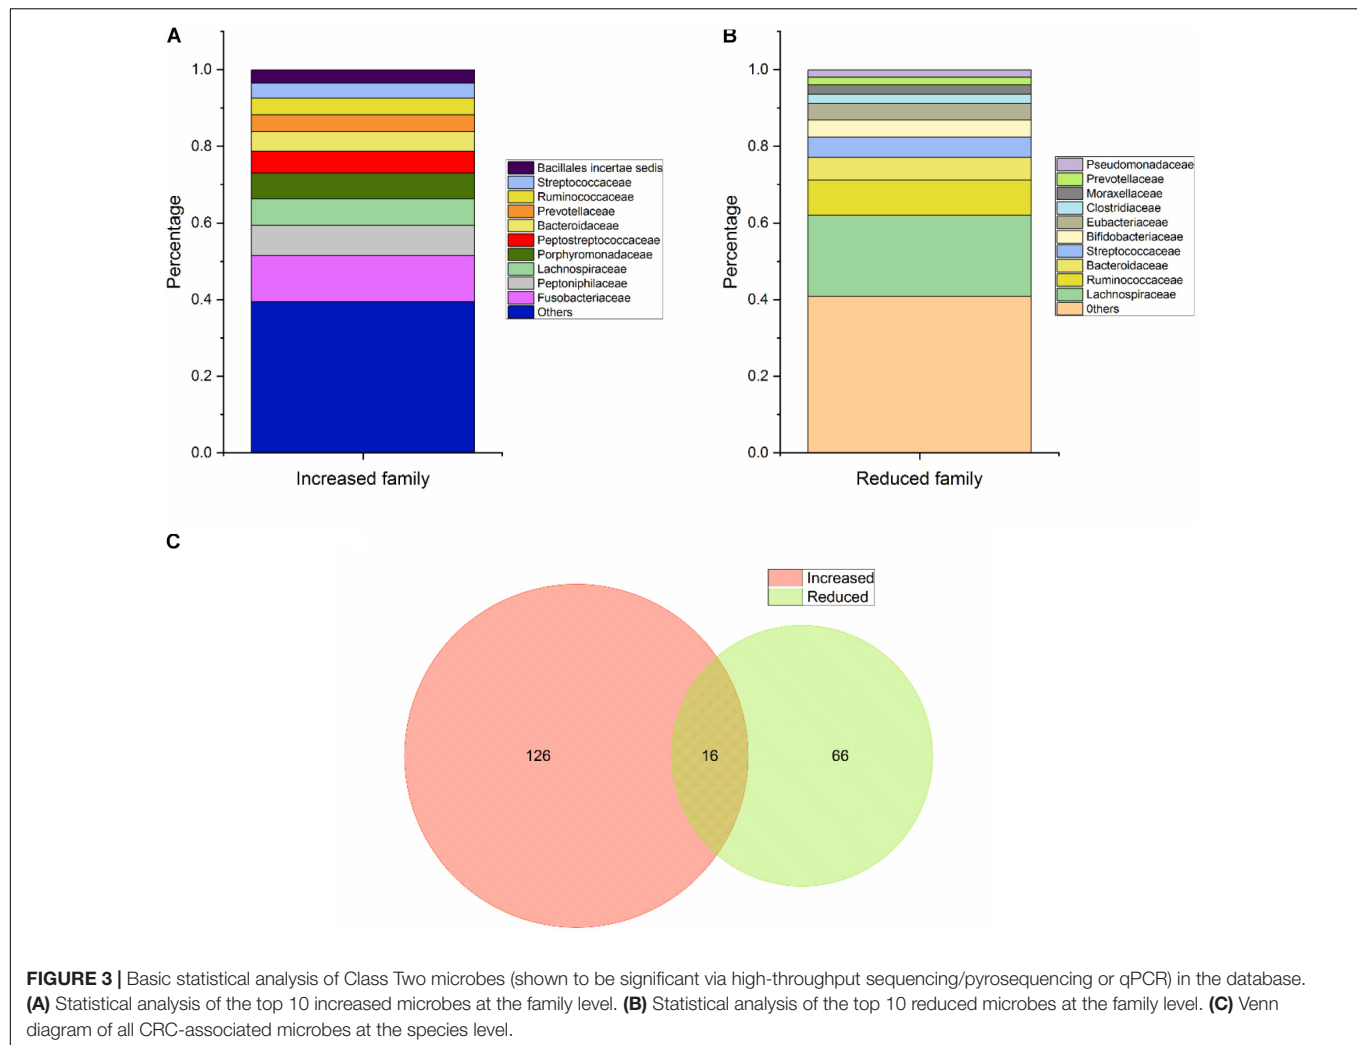 A
Percentage
1.0
0.8
0.6
0.4
0.2
0.0
Increased family
Bacillales incertae sedis
Streptococcaceae
Ruminococcaceae
Prevotellaceae
Bacteroidaceae
Peptostreptococcaceae
Porphyromonadaceae
Lachnospiraceae
Peptoniphilaceae
Fusobacteriaceae
Others
B
Percentage
1.0
0.8
0.6
0.4
0.2
0.0
Reduced family
Pseudomonadaceae
Prevotellaceae
Moraxellaceae
Clostridiaceae
Eubacteriaceae
Bifidobacteriaceae
Streptococcaceae
Bacteroidaceae
Ruminococcaceae
Lachnospiraceae
0thers
C
Increased
Reduced
126
16
66
FIGURE 3 | Basic statistical analysis of Class Two microbes (shown to be significant via high-throughput sequencing/pyrosequencing or qPCR) in the database.
(A) Statistical analysis of the top 10 increased microbes at the family level. (B) Statistical analysis of the top 10 reduced microbes at the family level. (C) Venn
diagram of all CRC-associated microbes at the species level.